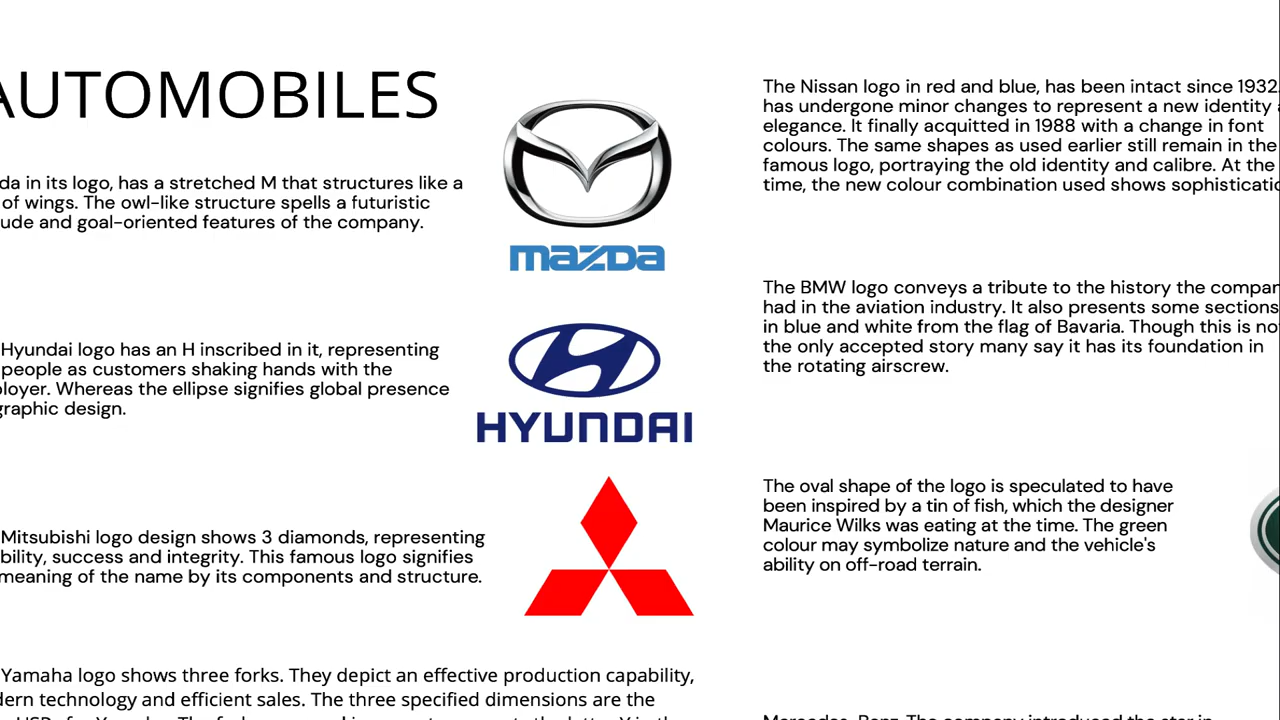 AUTOMOBILES
da in its logo, has a stretched M that structures like a
of wings. The owl-like structure spells a futuristic
ude and goal-oriented features of the company.
mazda
Hyundai logo has an H inscribed in it, representing
people as customers shaking hands with the
loyer. Whereas the ellipse signifies global presence
graphic design.
HYUNDAI
Mitsubishi logo design shows 3 diamonds, representing
bility, success and integrity. This famous logo signifies
meaning of the name by its components and structure.
Yamaha logo shows three forks. They depict an effective production capability,
dern technology and efficient sales. The three specified dimensions are the
The Nissan logo in red and blue, has been intact since 1932.
has undergone minor changes to represent a new identity
elegance. It finally acquitted in 1988 with a change in font
colours. The same shapes as used earlier still remain in the
famous logo, portraying the old identity and calibre. At the
time, the new colour combination used shows sophisticatio
The BMW logo conveys a tribute to the history the compan
had in the aviation industry. It also presents some sections
in blue and white from the flag of Bavaria. Though this is no
the only accepted story many say it has its foundation in
the rotating airscrew.
The oval shape of the logo is speculated to have
been inspired by a tin of fish, which the designer
Maurice Wilks was eating at the time. The green
colour may symbolize nature and the vehicle's
ability on off-road terrain.